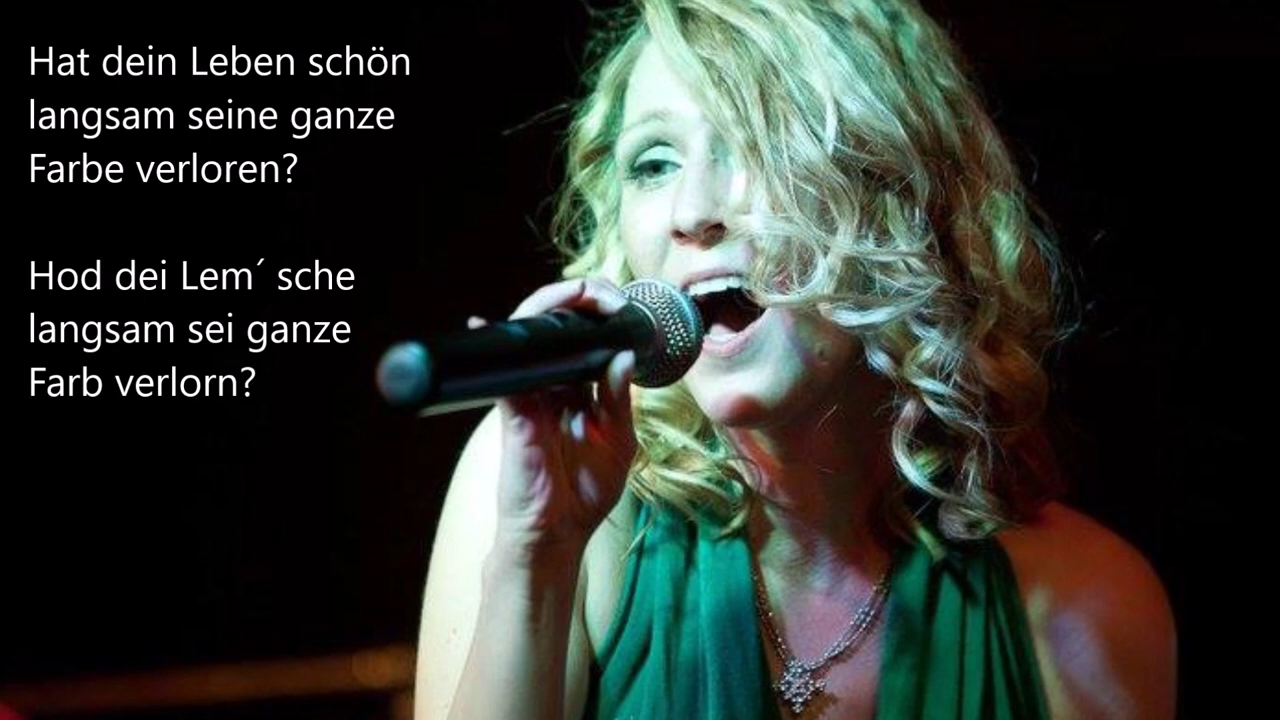 Hat dein Leben schön
langsam seine ganze
Farbe verloren?
Hod dei Lem´ sche
langsam sei ganze
Farb verlorn?